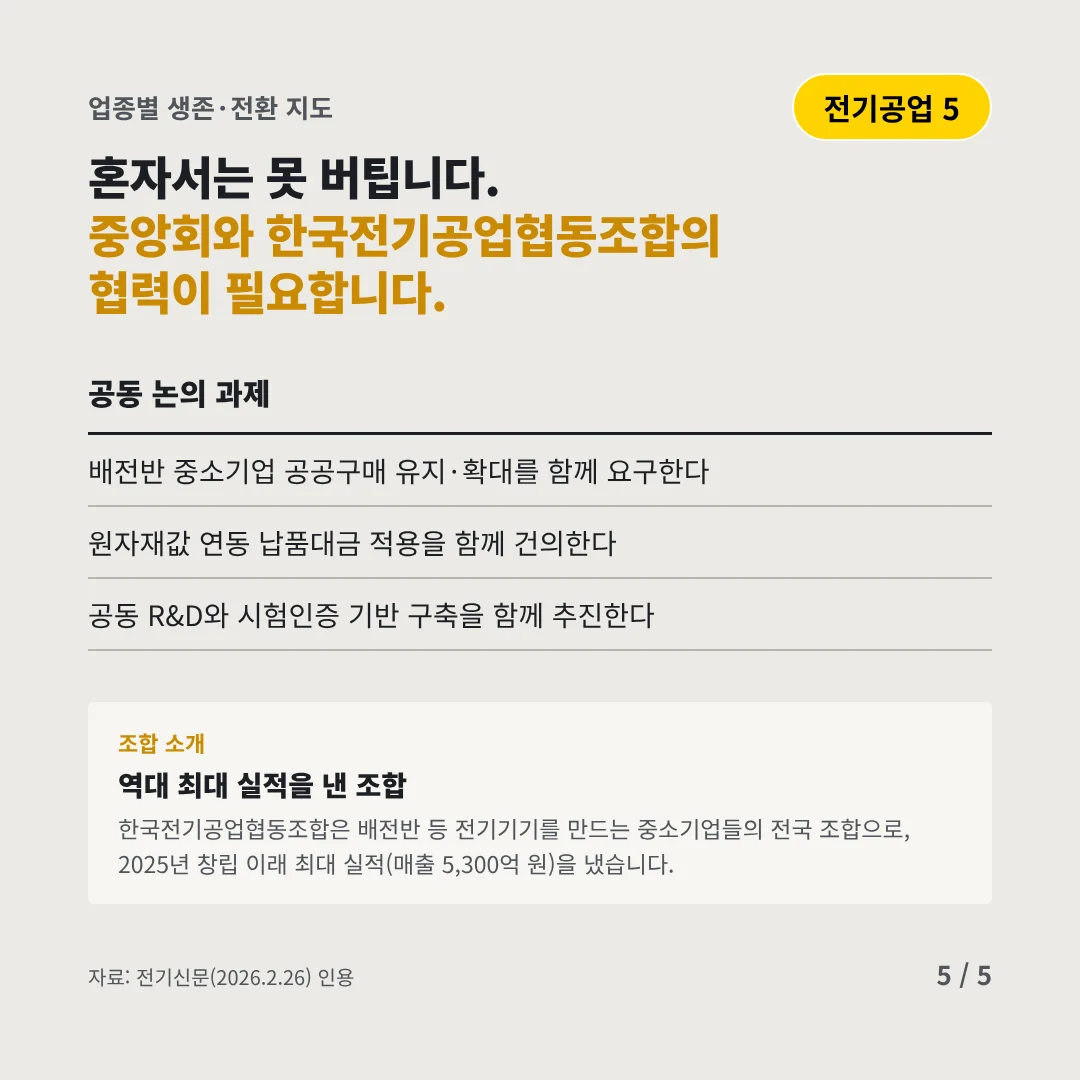 업종별 생존·전환 지도
전기공업 5
혼자서는 못 버팁니다.
중앙회와 한국전기공업협동조합의
협력이 필요합니다.
공동 논의 과제
배전반 중소기업 공공구매 유지·확대를 함께 요구한다
원자재값 연동 납품대금 적용을 함께 건의한다
공동 R&D와 시험인증 기반 구축을 함께 추진한다
조합 소개
역대 최대 실적을 낸 조합
한국전기공업협동조합은 배전반 등 전기기기를 만드는 중소기업들의 전국 조합으로,
2025년 창립 이래 최대 실적(매출 5,300억 원)을 냈습니다.
자료: 전기신문(2026.2.26) 인용
5 / 5